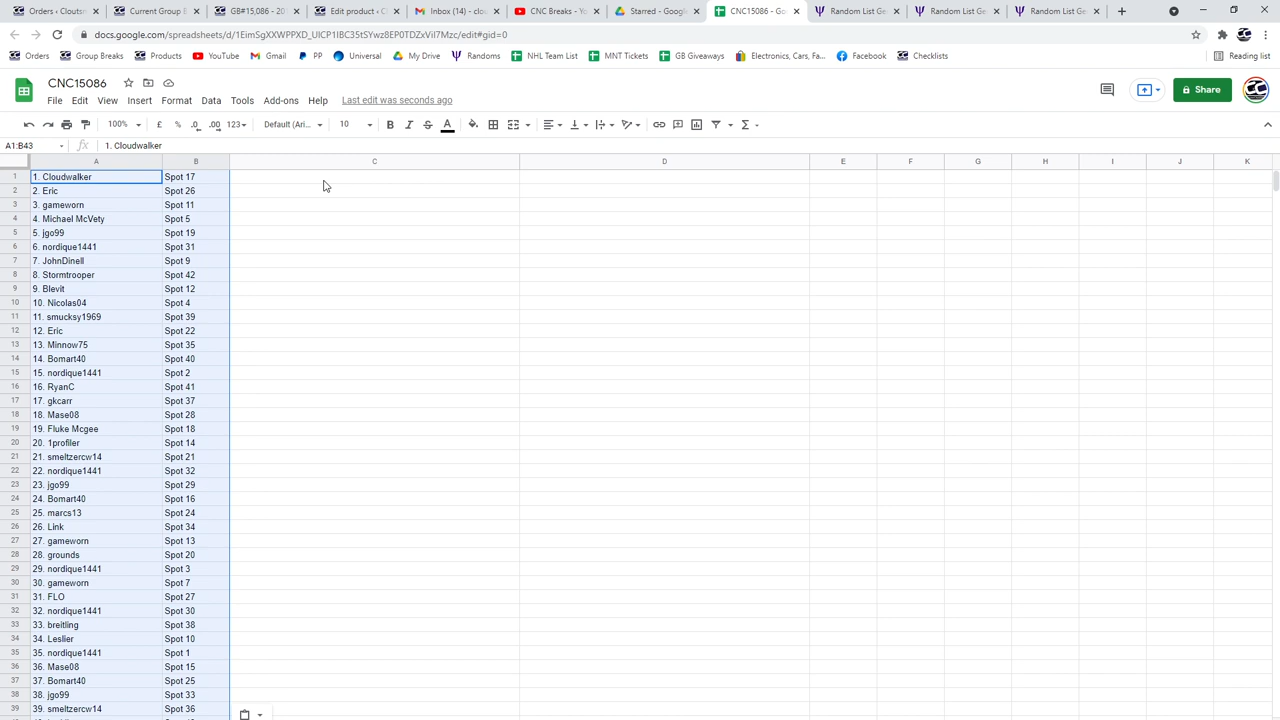 Orders ‹ Cloutsn
Current Group B
GB#15,086 - 20
Edit product ‹ C
Inbox (14) - clou
CNC Breaks - Yo
Starred - Google
CNC15086 - Goo
Random List Ge
Random List Ge
Random List Ge
docs.google.com/spreadsheets/d/1EimSgXXWPPXD_UICP1IBC35tSYwz8EP0TDZxVil7Mzc/edit#gid=0
Orders
Group Breaks
Products
YouTube
Gmail
PP
Universal
My Drive
Randoms
NHL Team List
MNT Tickets
GB Giveaways
Electronics, Cars, Fa...
Facebook
Checklists
Reading list
CNC15086
File Edit View Insert Format Data Tools Add-ons Help Last edit was seconds ago
Share
100% £ % .0 .00 123 Default (Ari... 10 B I S A
A1:B43 fx 1. Cloudwalker
A B C D E F G H I J K
1 1. Cloudwalker Spot 17
2 2. Eric Spot 26
3 3. gameworn Spot 11
4 4. Michael McVety Spot 5
5 5. jgo99 Spot 19
6 6. nordique1441 Spot 31
7 7. JohnDinell Spot 9
8 8. Stormtrooper Spot 42
9 9. Blevit Spot 12
10 10. Nicolas04 Spot 4
11 11. smucksy1969 Spot 39
12 12. Eric Spot 22
13 13. Minnow75 Spot 35
14 14. Bomart40 Spot 40
15 15. nordique1441 Spot 2
16 16. RyanC Spot 41
17 17. gkcarr Spot 37
18 18. Mase08 Spot 28
19 19. Fluke Mcgee Spot 18
20 20. 1profiler Spot 14
21 21. smeltzercw14 Spot 21
22 22. nordique1441 Spot 32
23 23. jgo99 Spot 29
24 24. Bomart40 Spot 16
25 25. marcs13 Spot 24
26 26. Link Spot 34
27 27. gameworn Spot 13
28 28. grounds Spot 20
29 29. nordique1441 Spot 3
30 30. gameworn Spot 7
31 31. FLO Spot 27
32 32. nordique1441 Spot 30
33 33. breitling Spot 38
34 34. Leslier Spot 10
35 35. nordique1441 Spot 1
36 36. Mase08 Spot 15
37 37. Bomart40 Spot 25
38 38. jgo99 Spot 33
39 39. smeltzercw14 Spot 36